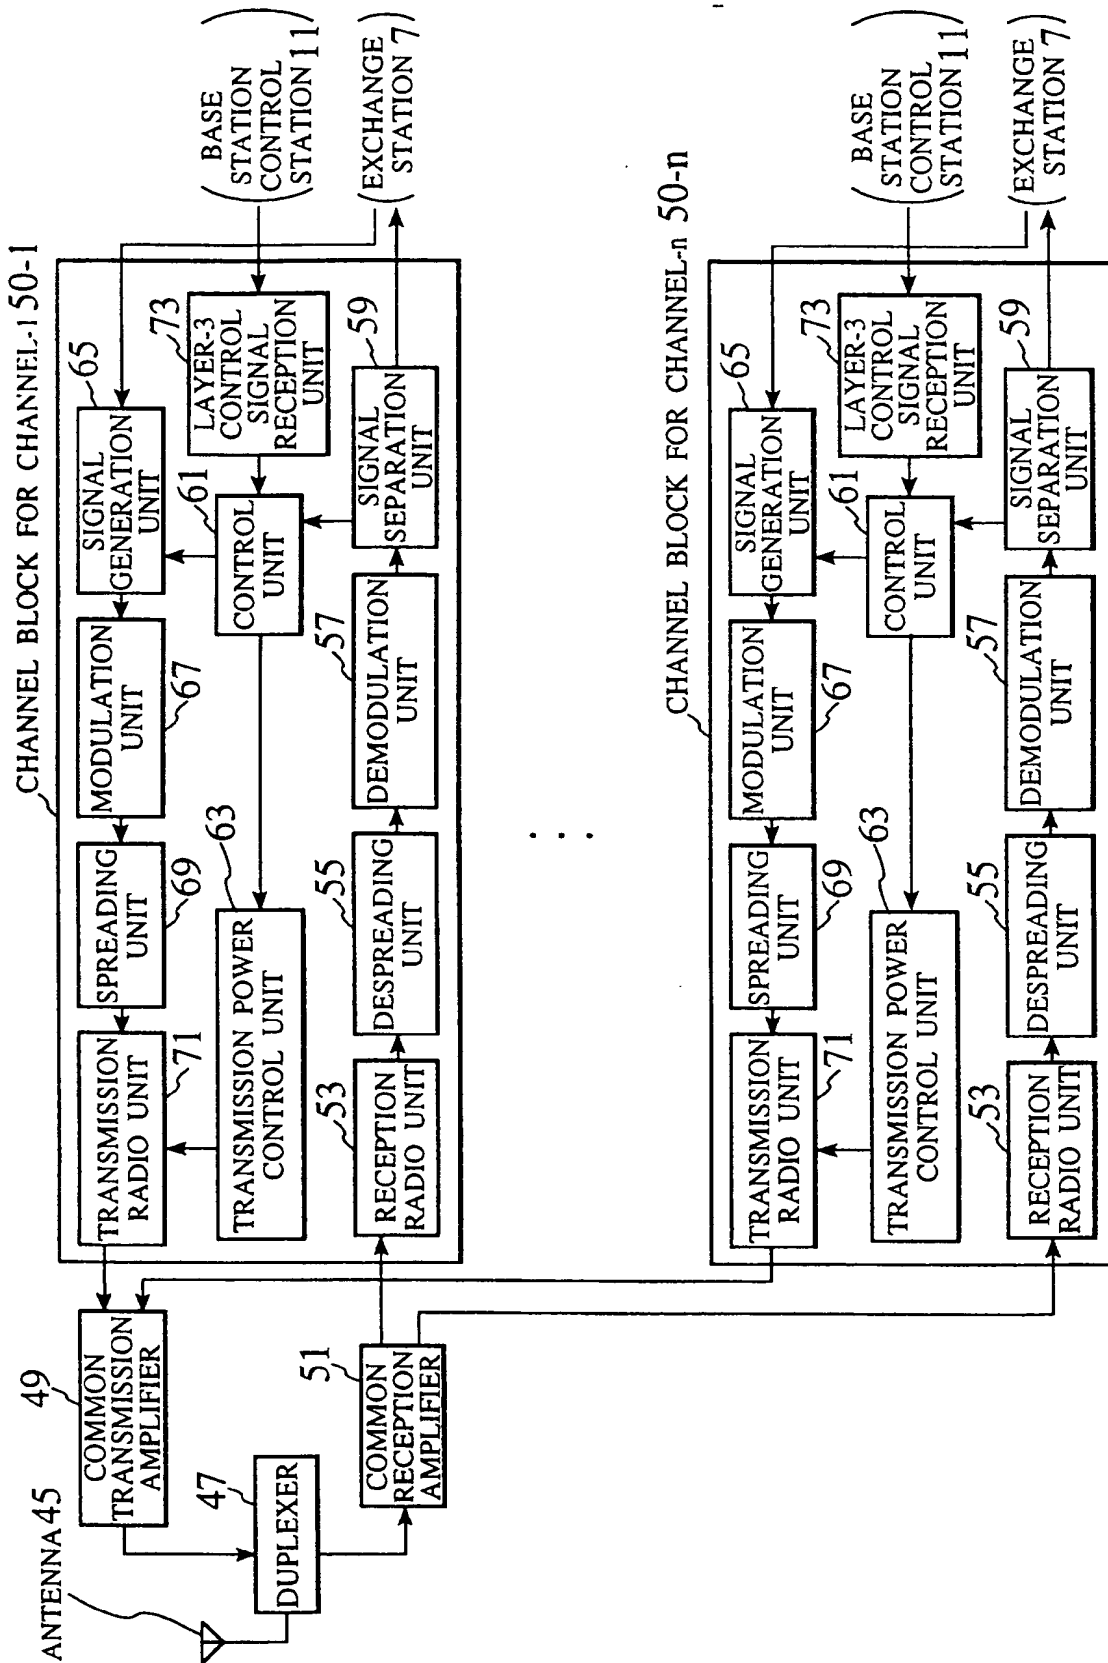 ANTENNA 45
47
DUPLEXER
49
COMMON
TRANSMISSION
AMPLIFIER
51
COMMON
RECEPTION
AMPLIFIER
CHANNEL BLOCK FOR CHANNEL-1 50-1
TRANSMISSION
RADIO UNIT
71
SPREADING
UNIT
69
MODULATION
UNIT
67
65
SIGNAL
GENERATION
UNIT
63
TRANSMISSION POWER
CONTROL UNIT
61
CONTROL
UNIT
73
LAYER-3
CONTROL
SIGNAL
RECEPTION
UNIT
53
RECEPTION
RADIO UNIT
55
DESPREADING
UNIT
57
DEMODULATION
UNIT
59
SIGNAL
SEPARATION
UNIT
(BASE
STATION
CONTROL
STATION 11)
(EXCHANGE
STATION 7)
. . .
CHANNEL BLOCK FOR CHANNEL-n 50-n
TRANSMISSION
RADIO UNIT
71
SPREADING
UNIT
69
MODULATION
UNIT
67
65
SIGNAL
GENERATION
UNIT
63
TRANSMISSION POWER
CONTROL UNIT
61
CONTROL
UNIT
73
LAYER-3
CONTROL
SIGNAL
RECEPTION
UNIT
53
RECEPTION
RADIO UNIT
55
DESPREADING
UNIT
57
DEMODULATION
UNIT
59
SIGNAL
SEPARATION
UNIT
(BASE
STATION
CONTROL
STATION 11)
(EXCHANGE
STATION 7)